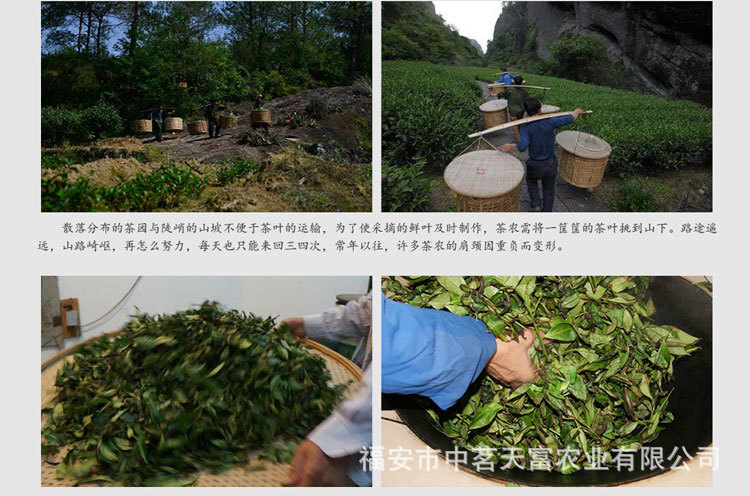 散落分布的茶园与陡峭的山坡不便于茶叶的运输，为了使采摘的鲜叶及时制作，茶农需将一筐筐的茶叶挑到山下。路途遥
远，山路崎岖，再怎么努力，每天也只能来回三四次，常年以往，许多茶农的肩颈因重负而变形。
福安市中茗天富农业有限公司